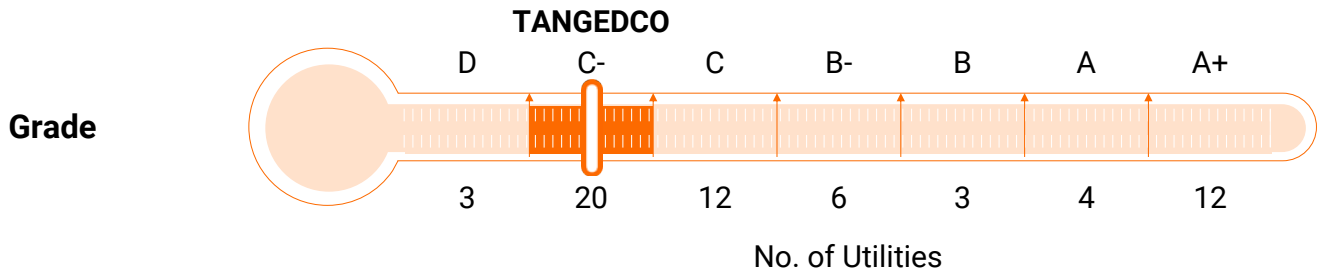 TANGEDCO
D C- C B- B A A+
Grade
3 20 12 6 3 4 12
No. of Utilities